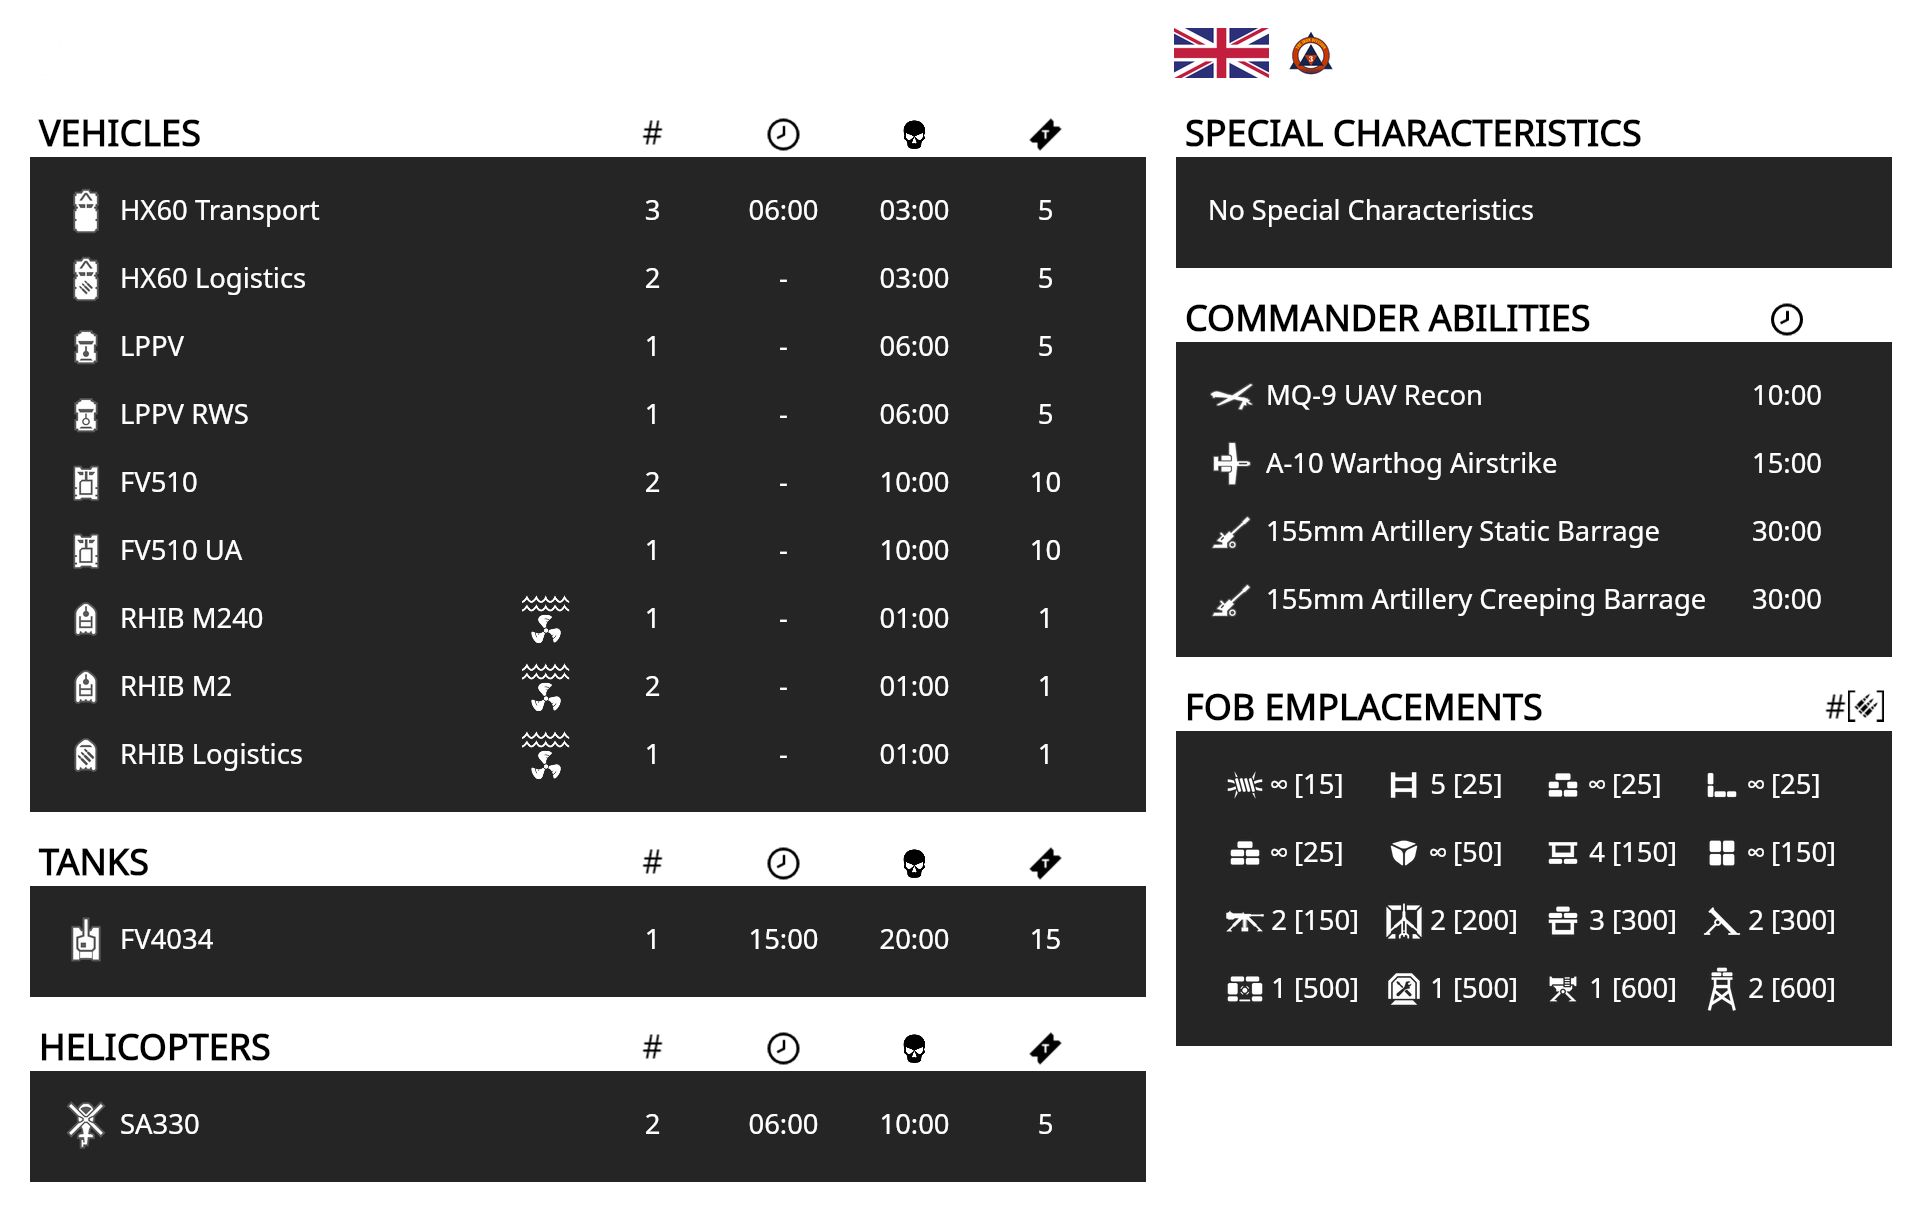 VEHICLES #
HX60 Transport 3 06:00 03:00 5
HX60 Logistics 2 - 03:00 5
LPPV 1 - 06:00 5
LPPV RWS 1 - 06:00 5
FV510 2 - 10:00 10
FV510 UA 1 - 10:00 10
RHIB M240 1 - 01:00 1
RHIB M2 2 - 01:00 1
RHIB Logistics 1 - 01:00 1
TANKS #
FV4034 1 15:00 20:00 15
HELICOPTERS #
SA330 2 06:00 10:00 5
SPECIAL CHARACTERISTICS
No Special Characteristics
COMMANDER ABILITIES
MQ-9 UAV Recon 10:00
A-10 Warthog Airstrike 15:00
155mm Artillery Static Barrage 30:00
155mm Artillery Creeping Barrage 30:00
FOB EMPLACEMENTS #[]
∞ [15] 5 [25] ∞ [25] ∞ [25]
∞ [25] ∞ [50] 4 [150] ∞ [150]
2 [150] 2 [200] 3 [300] 2 [300]
1 [500] 1 [500] 1 [600] 2 [600]